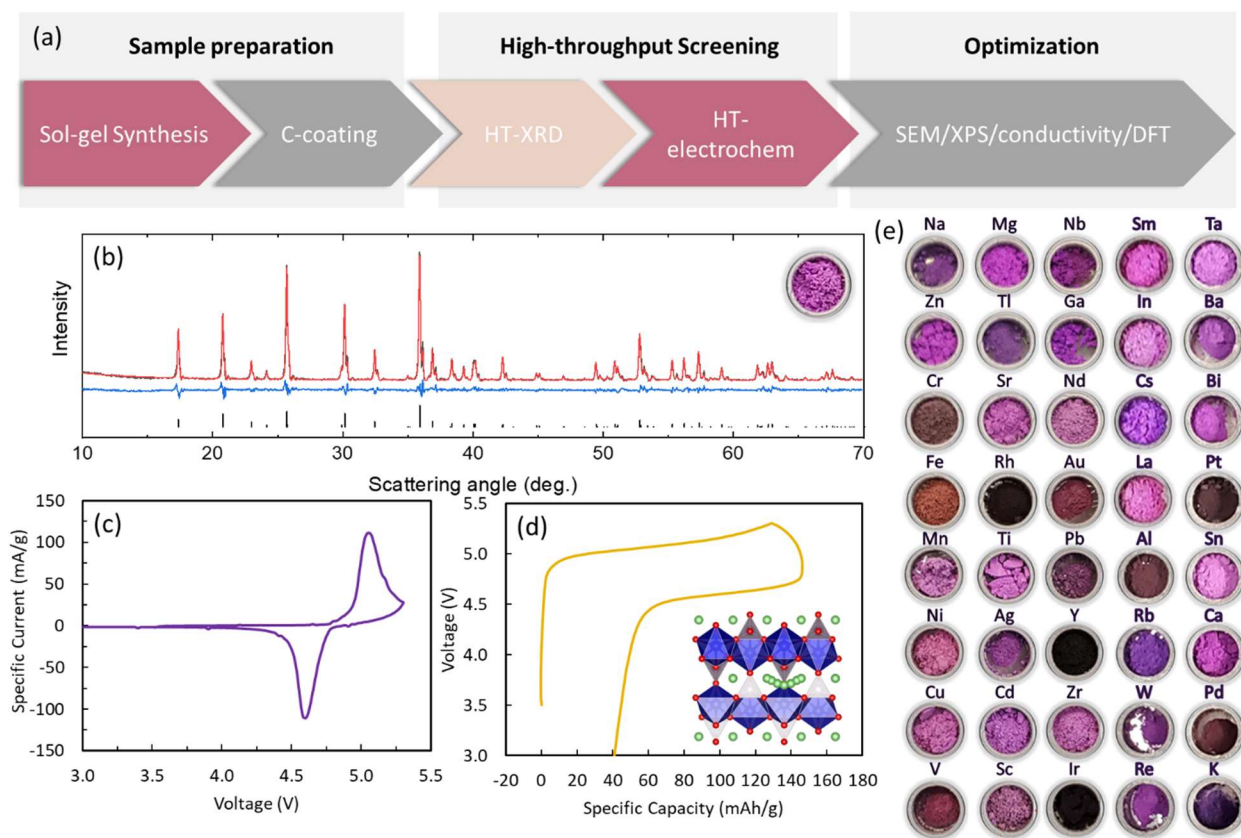 (a)
Sample preparation
High-throughput Screening
Optimization
Sol-gel Synthesis
C-coating
HT-XRD
HT-
electrochem
SEM/XPS/conductivity/DFT
(b)
Intensity
10 20 30 40 50 60 70
Scattering angle (deg.)
(c)
Specific Current (mA/g)
150
100
50
0
-50
-100
-150
3.0 3.5 4.0 4.5 5.0 5.5
Voltage (V)
(d)
Voltage (V)
5.5
5.0
4.5
4.0
3.5
3.0
-20 0 20 40 60 80 100 120 140 160 180
Specific Capacity (mAh/g)
(e)
Na Mg Nb Sm Ta
Zn Tl Ga In Ba
Cr Sr Nd Cs Bi
Fe Rh Au La Pt
Mn Ti Pb Al Sn
Ni Ag Y Rb Ca
Cu Cd Zr W Pd
V Sc Ir Re K